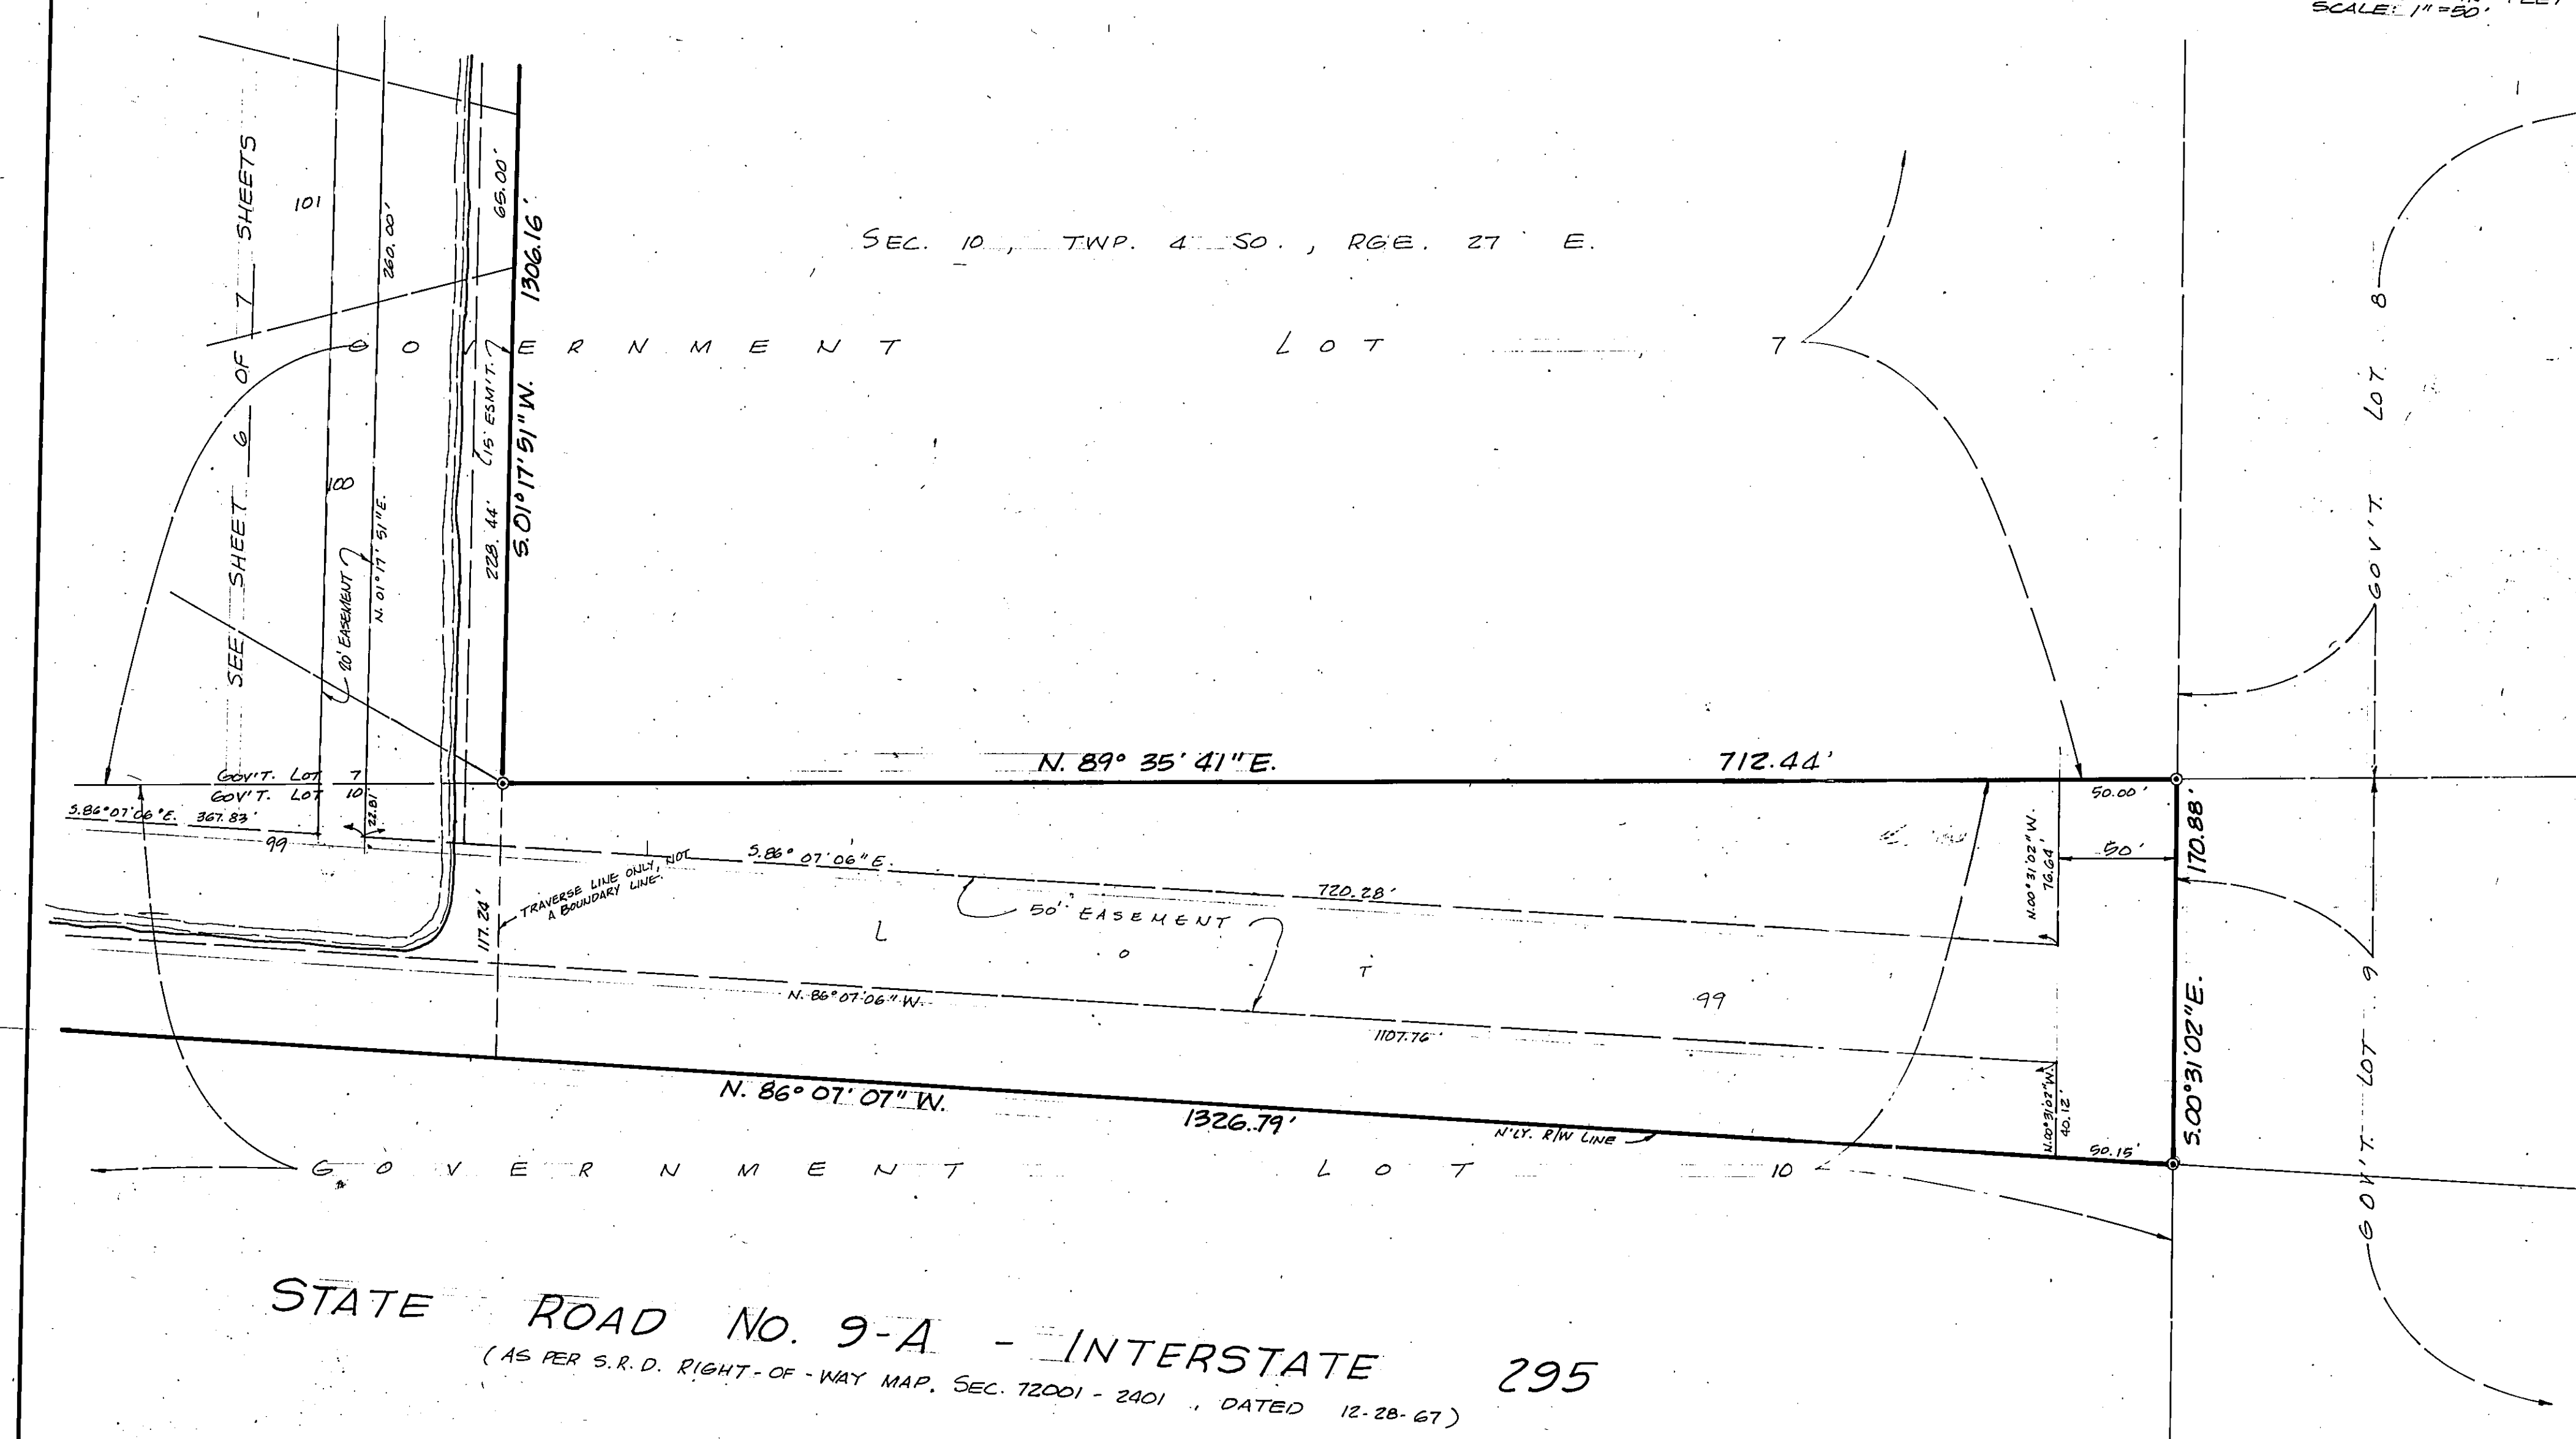 SCALE: 1"=50'
SEE SHEET 6 OF 7 SHEETS
101
260.00'
65.00'
1306.16'
SEC. 10, TWP. 4 SO., RGE. 27 E.
GOVERNMENT LOT 7
GOV'T. LOT 8
100
20' EASEMENT
N. 01° 17' 51" E.
228.44'
(15' ESM'T.)
S. 01° 17' 51" W.
N. 89° 35' 41" E. 712.44'
GOV'T. LOT 7
GOV'T. LOT 10
S. 86° 07' 06" E. 367.83'
22.81'
99
50.00'
50'
N. 00° 31' 02" W.
76.64'
170.88'
S. 86° 07' 06" E. 720.28'
TRAVERSE LINE ONLY, NOT
A BOUNDARY LINE.
117.24'
50' EASEMENT
LOT 99
N. 86° 07' 06" W. 1107.76'
GOV'T. LOT 9
S. 00° 31' 02" E.
N. 00° 31' 02" W.
40.12'
50.15'
N. 86° 07' 07" W. 1326.79'
N'LY. R/W LINE
GOVERNMENT LOT 10
STATE ROAD NO. 9-A - INTERSTATE 295
(AS PER S.R.D. RIGHT-OF-WAY MAP, SEC. 72001-2401, DATED 12-28-67)